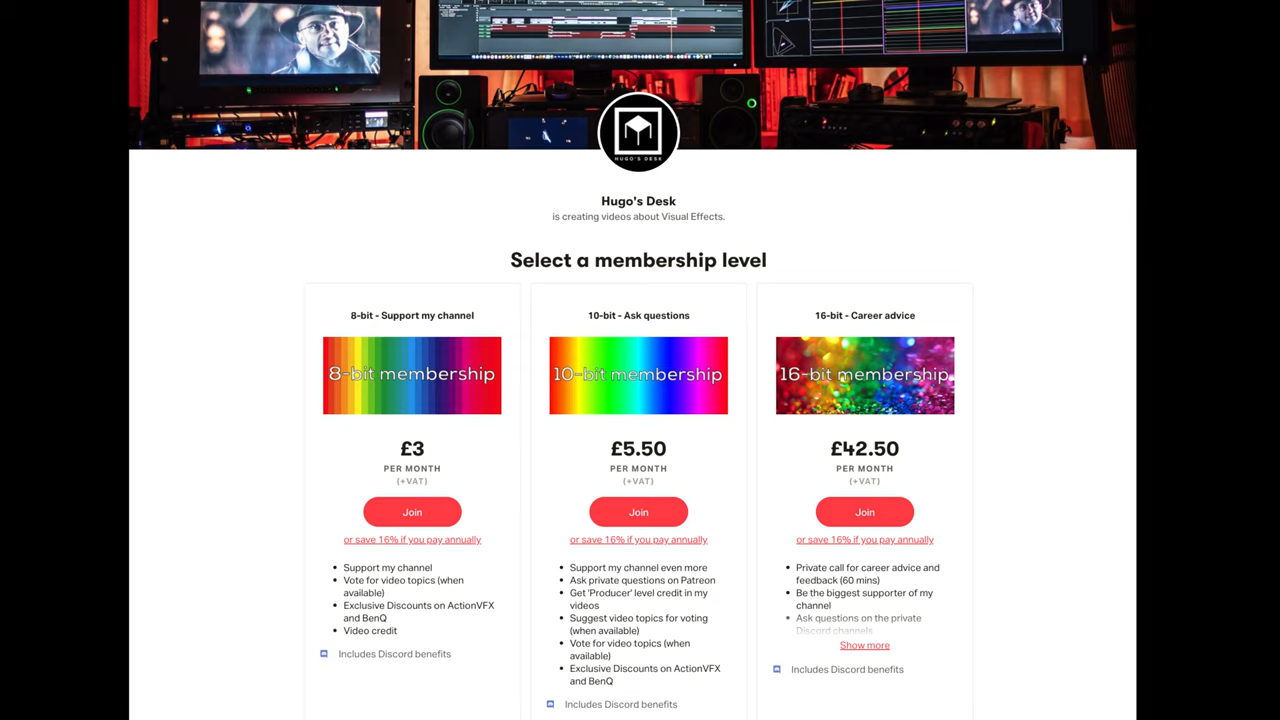 HUGO'S DESK
Hugo's Desk
is creating videos about Visual Effects.
Select a membership level
8-bit - Support my channel
8-bit membership
£3
PER MONTH
(+VAT)
Join
or save 16% if you pay annually
• Support my channel
• Vote for video topics (when
available)
• Exclusive Discounts on ActionVFX
and BenQ
• Video credit
Includes Discord benefits
10-bit - Ask questions
10-bit membership
£5.50
PER MONTH
(+VAT)
Join
or save 16% if you pay annually
• Support my channel even more
• Ask private questions on Patreon
• Get 'Producer' level credit in my
videos
• Suggest video topics for voting
(when available)
• Vote for video topics (when
available)
• Exclusive Discounts on ActionVFX
and BenQ
Includes Discord benefits
16-bit - Career advice
16-bit membership
£42.50
PER MONTH
(+VAT)
Join
or save 16% if you pay annually
• Private call for career advice and
feedback (60 mins)
• Be the biggest supporter of my
channel
• Ask questions on the private
Discord channels
Show more
Includes Discord benefits